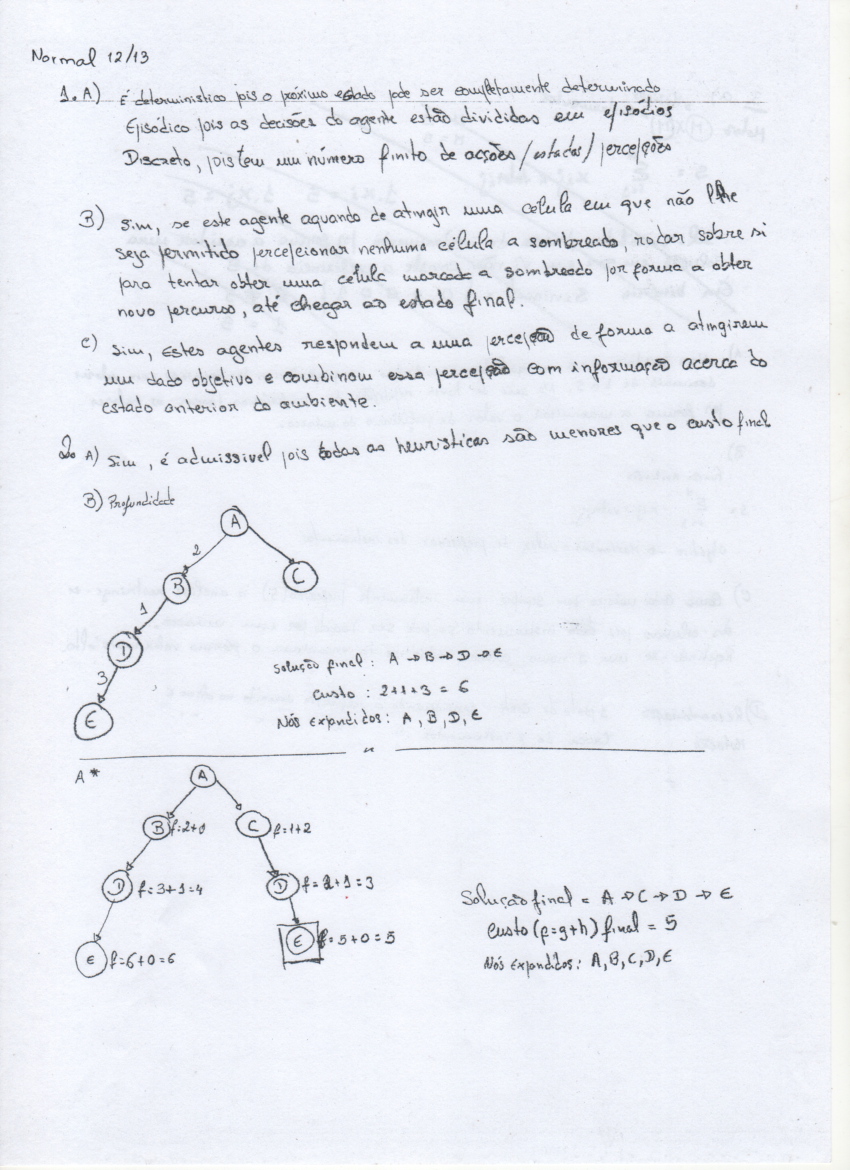 Normal 12/13
1. A) É deterministico pois o próximo estado pode ser completamente determinado
Episódico pois as decisões do agente estão divididas em episódios
Discreto, pois tem um número finito de acções/estados/percepções
B) Sim, se este agente aquando de atingir uma célula em que não lhe
seja permitido percepcionar nenhuma célula a sombreado, rodar sobre si
para tentar obter uma célula marcada a sombreado por forma a obter
novo percurso, até chegar ao estado final.
C) Sim, Estes agentes respondem a uma percepção de forma a atingirem
um dado objetivo e combinam essa percepção com informação acerca do
estado anterior do ambiente.
2. A) Sim, é admissivel pois todas as heuristicas são menores que o custo final
B) Profundidade
A
2
B
C
1
D
3
E
Solução final: A → B → D → E
Custo: 2+1+3 = 6
Nós Expandidos: A, B, D, E
A*
A
B f=2+0
C f=1+2
D f=3+1=4
D f=2+1=3
E f=6+0=6
E f=5+0=5
Solução final = A → C → D → E
Custo (f=g+h) final = 5
Nós Expandidos: A, B, C, D, E